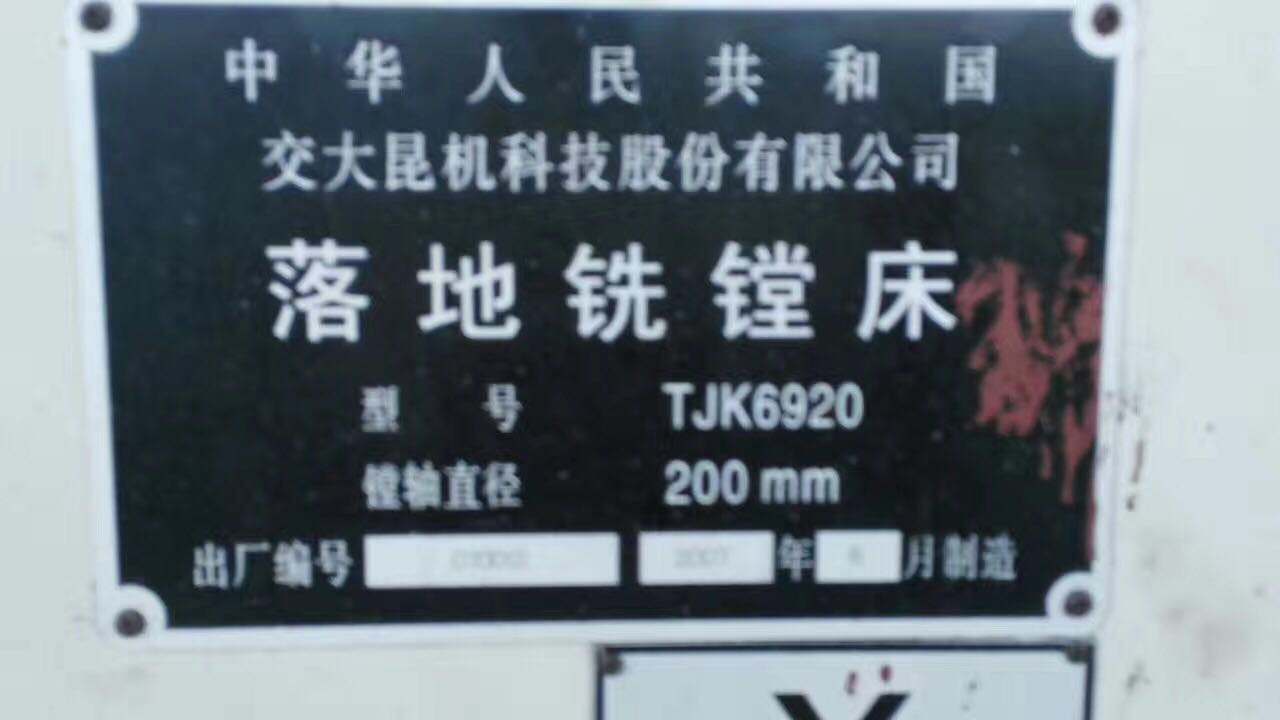 中华人民共和国
交大昆机科技股份有限公司
落地铣镗床
型号 TJK6920
镗轴直径 200 mm
出厂编号 2007 年 月制造